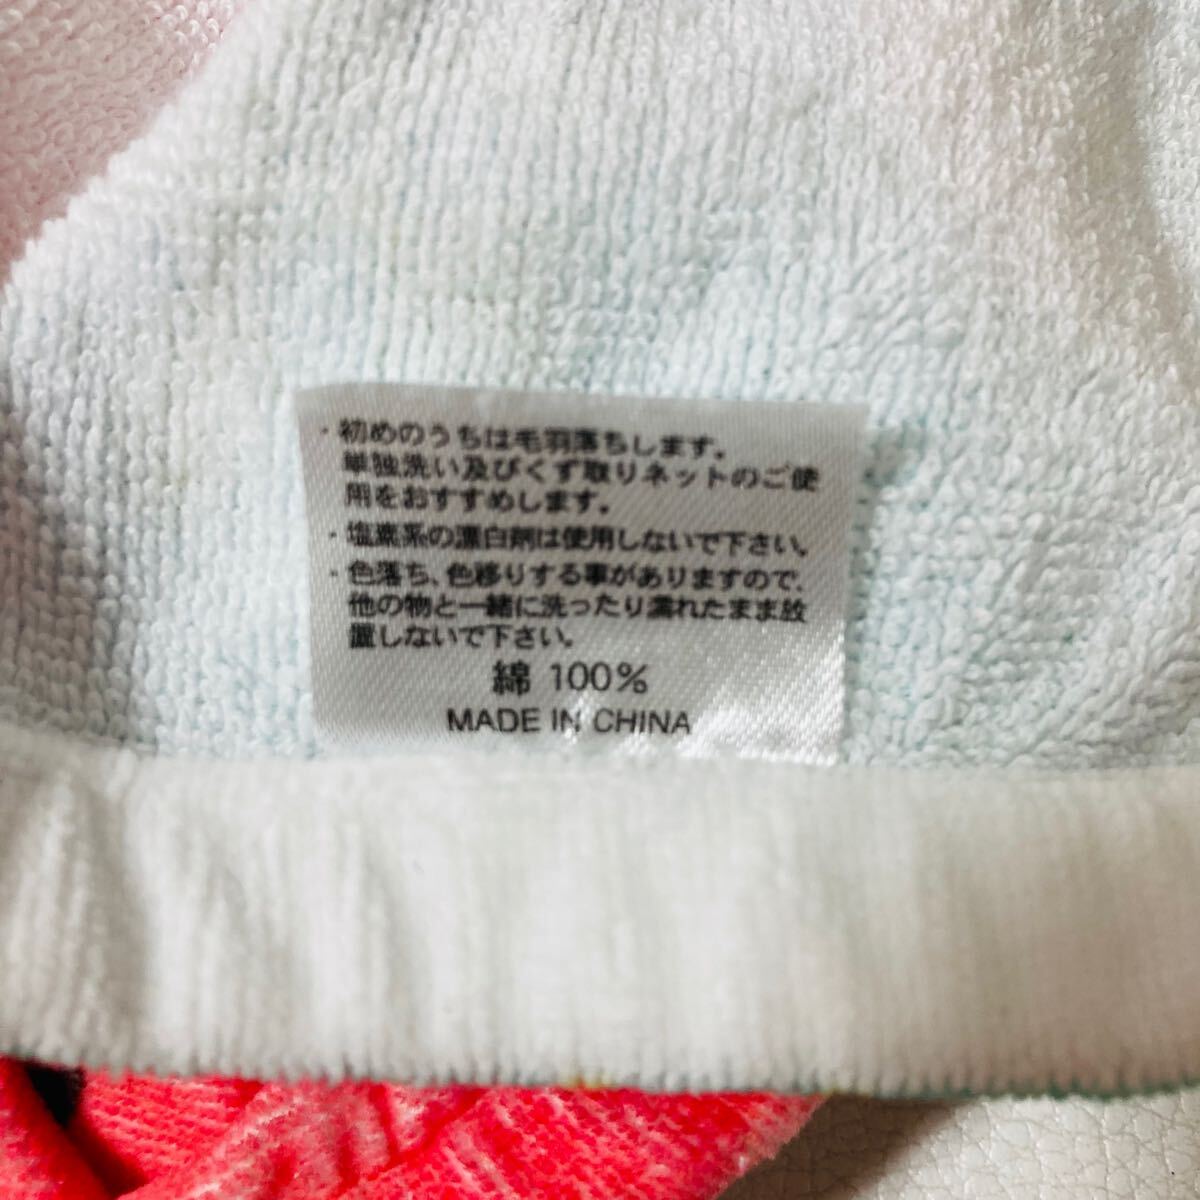 ・初めのうちは毛羽落ちします。
単独洗い及びくず取りネットのご使
用をおすすめします。
・塩素系の漂白剤は使用しないで下さい。
・色落ち、色移りする事がありますので、
他の物と一緒に洗ったり濡れたまま放
置しないで下さい。
綿 100%
MADE IN CHINA